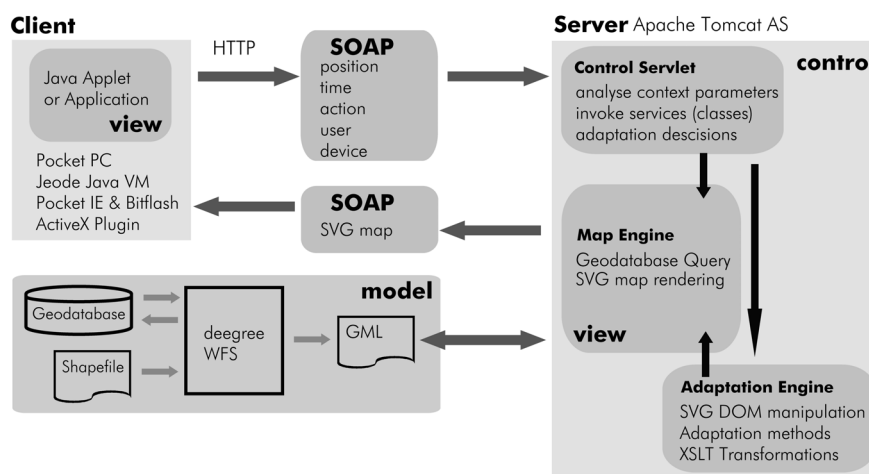 Client
Server Apache Tomcat AS
HTTP
Java Applet
or Application
view
Pocket PC
Jeode Java VM
Pocket IE & Bitflash
ActiveX Plugin
SOAP
position
time
action
user
device
SOAP
SVG map
control
Control Servlet
analyse context parameters
invoke services (classes)
adaptation descisions
Map Engine
Geodatabase Query
SVG map rendering
view
Adaptation Engine
SVG DOM manipulation
Adaptation methods
XSLT Transformations
model
Geodatabase
Shapefile
deegree
WFS
GML